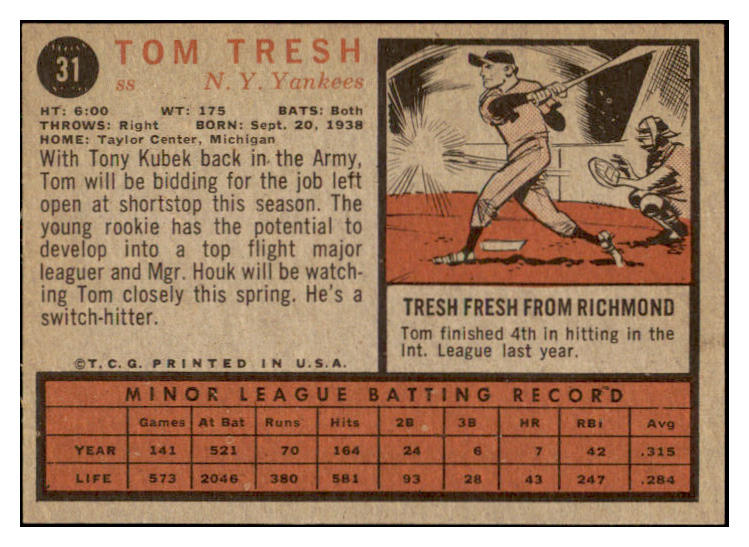 31
TOM TRESH
ss N. Y. Yankees
HT: 6:00 WT: 175 BATS: Both
THROWS: Right BORN: Sept. 20, 1938
HOME: Taylor Center, Michigan
With Tony Kubek back in the Army,
Tom will be bidding for the job left
open at shortstop this season. The
young rookie has the potential to
develop into a top flight major
leaguer and Mgr. Houk will be watch-
ing Tom closely this spring. He's a
switch-hitter.
©T. C. G. PRINTED IN U. S. A.
TRESH FRESH FROM RICHMOND
Tom finished 4th in hitting in the
Int. League last year.
MINOR LEAGUE BATTING RECORD
Games At Bat Runs Hits 2B 3B HR RBI Avg
YEAR 141 521 70 164 24 6 7 42 .315
LIFE 573 2046 380 581 93 28 43 247 .284